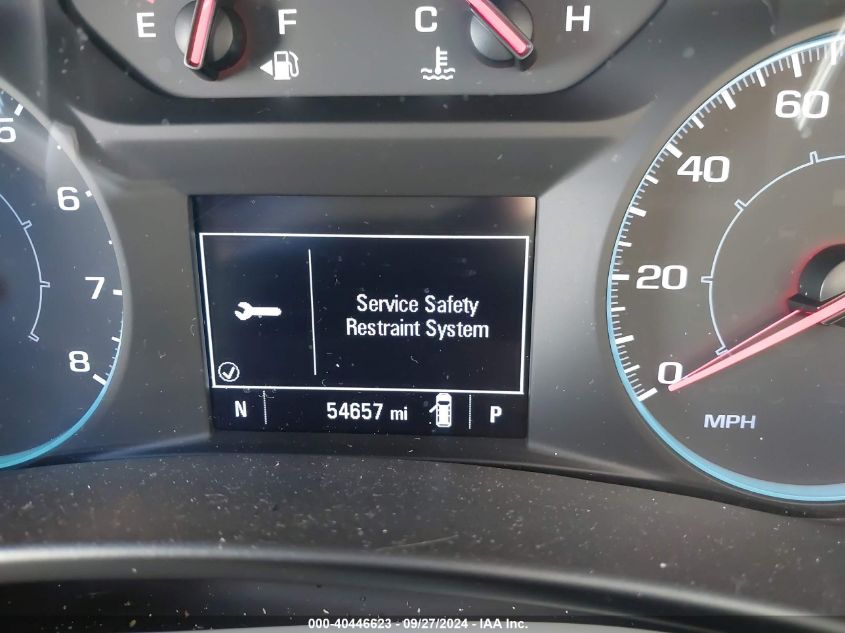 E F C H
5
6
7
8
60
40
20
0
MPH
Service Safety
Restraint System
N 54657 mi P
000-40446623 - 09/27/2024 - IAA Inc.